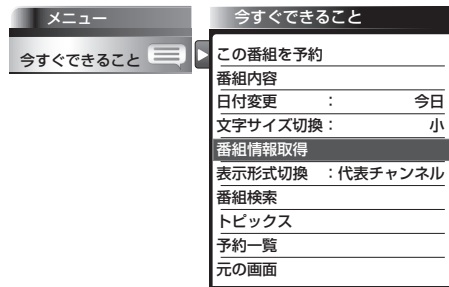 メニュー
今すぐできること
今すぐできること
この番組を予約
番組内容
日付変更 : 今日
文字サイズ切換 : 小
番組情報取得
表示形式切換 : 代表チャンネル
番組検索
トピックス
予約一覧
元の画面